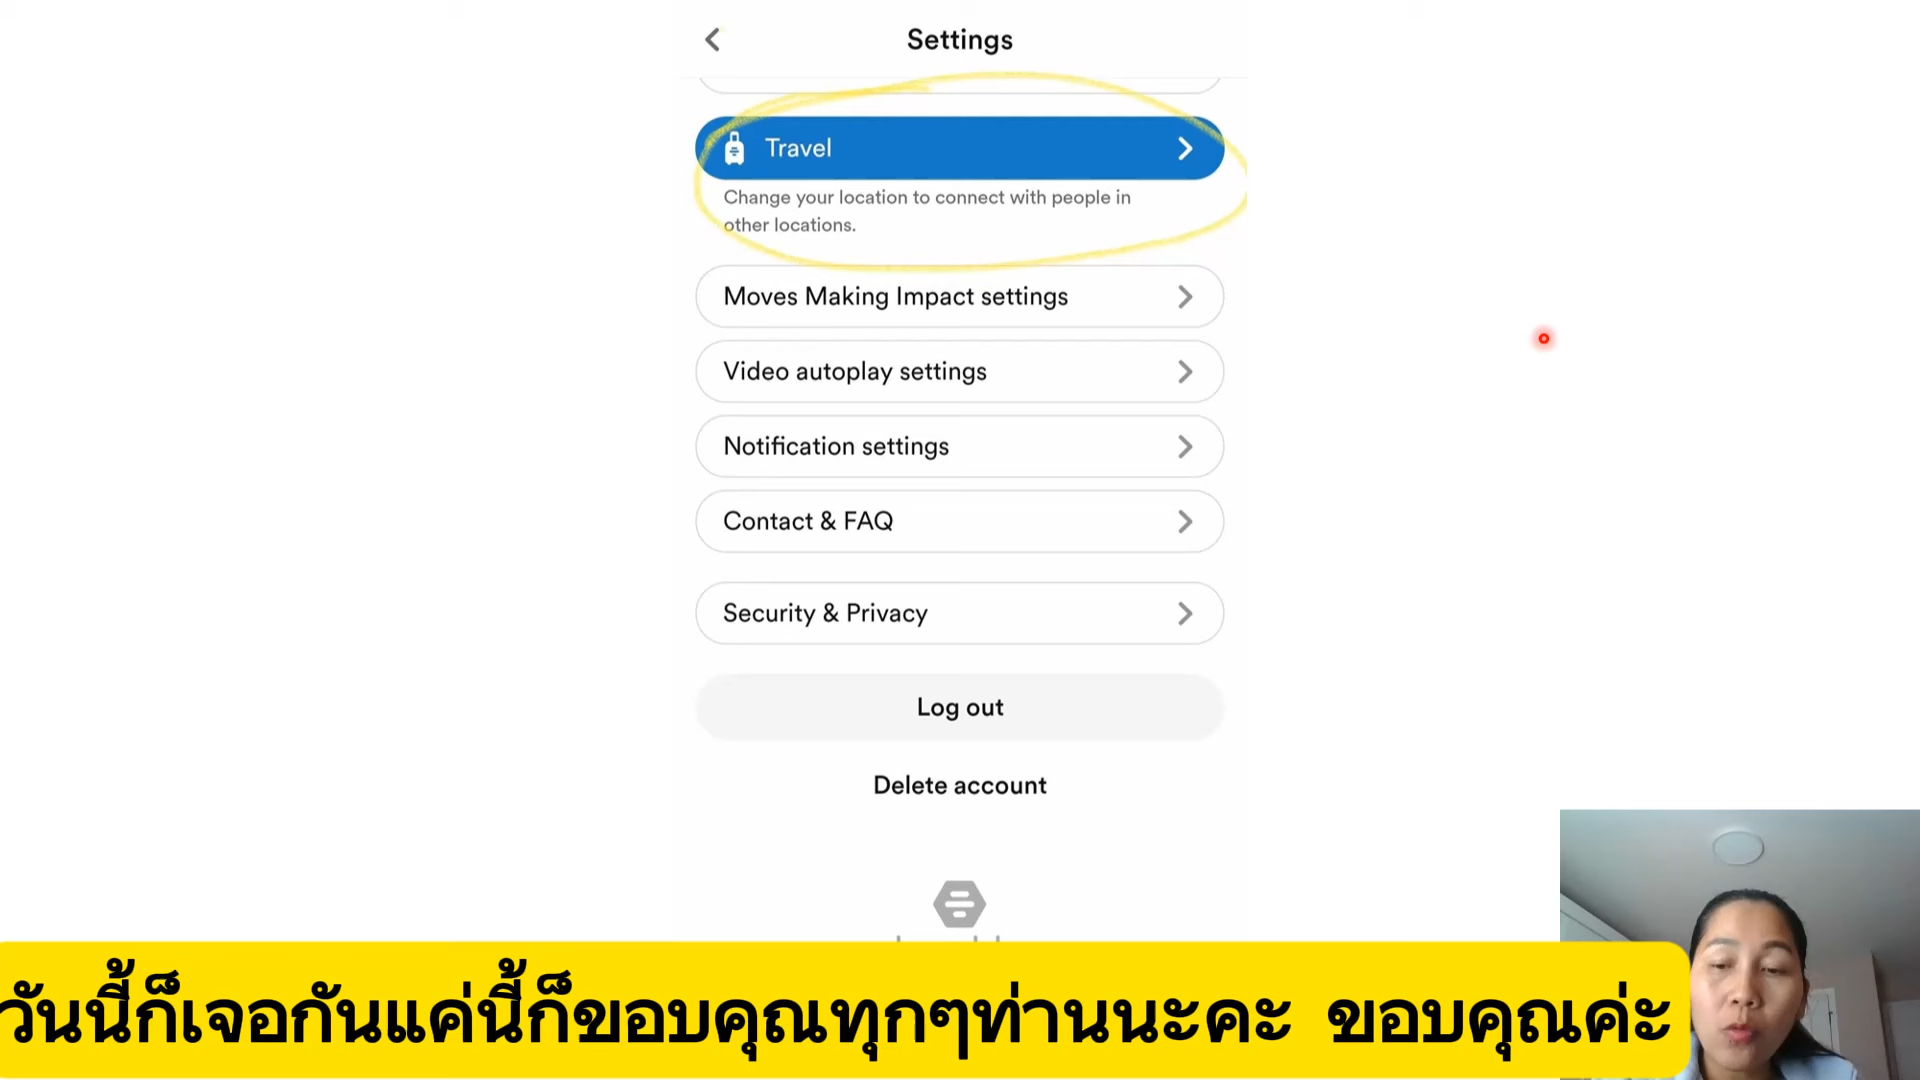 Settings
Travel
Change your location to connect with people in
other locations.
Moves Making Impact settings
Video autoplay settings
Notification settings
Contact & FAQ
Security & Privacy
Log out
Delete account
วันนี้ก็เจอกันแค่นี้ก็ขอบคุณทุกๆท่านนะคะ ขอบคุณค่ะ